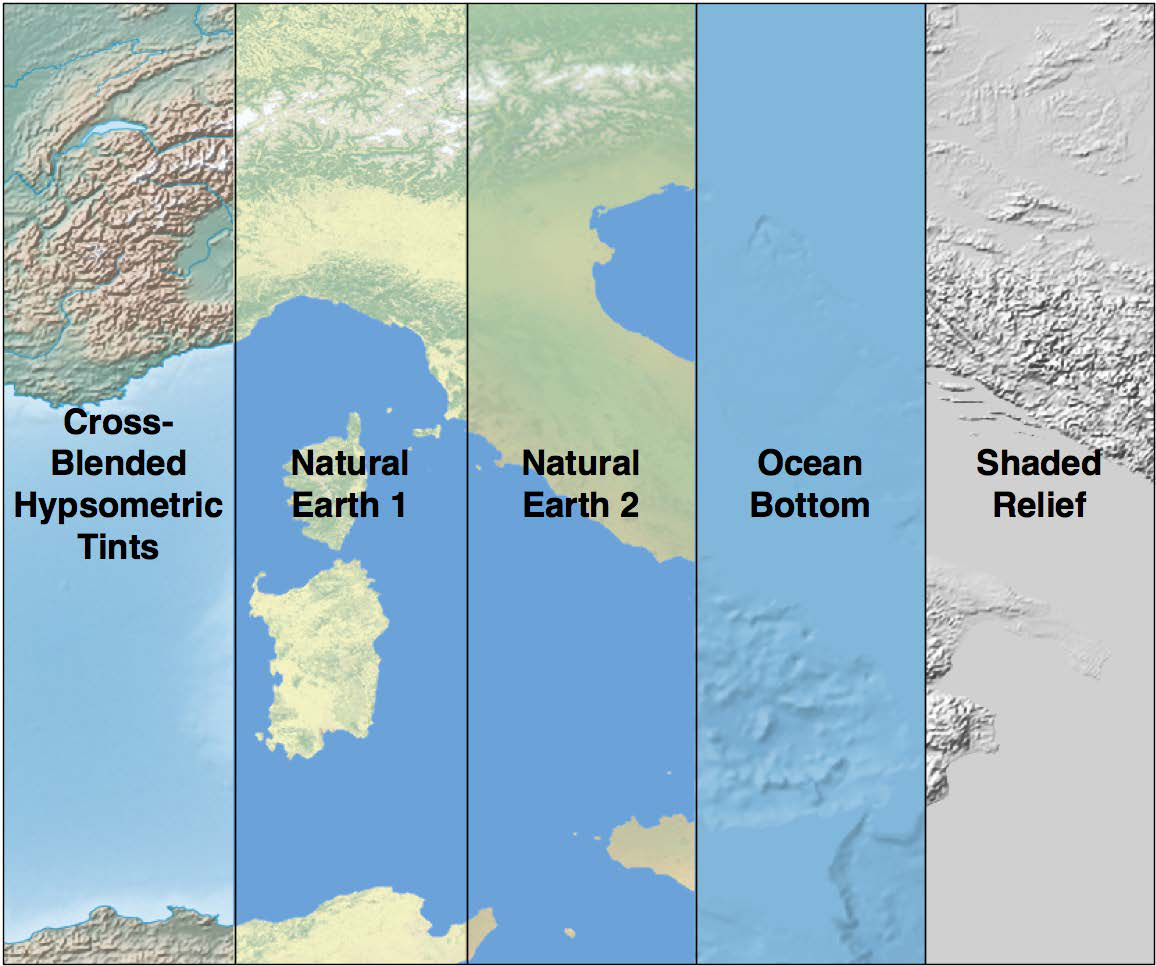 Cross-
Blended
Hypsometric
Tints
Natural
Earth 1
Natural
Earth 2
Ocean
Bottom
Shaded
Relief